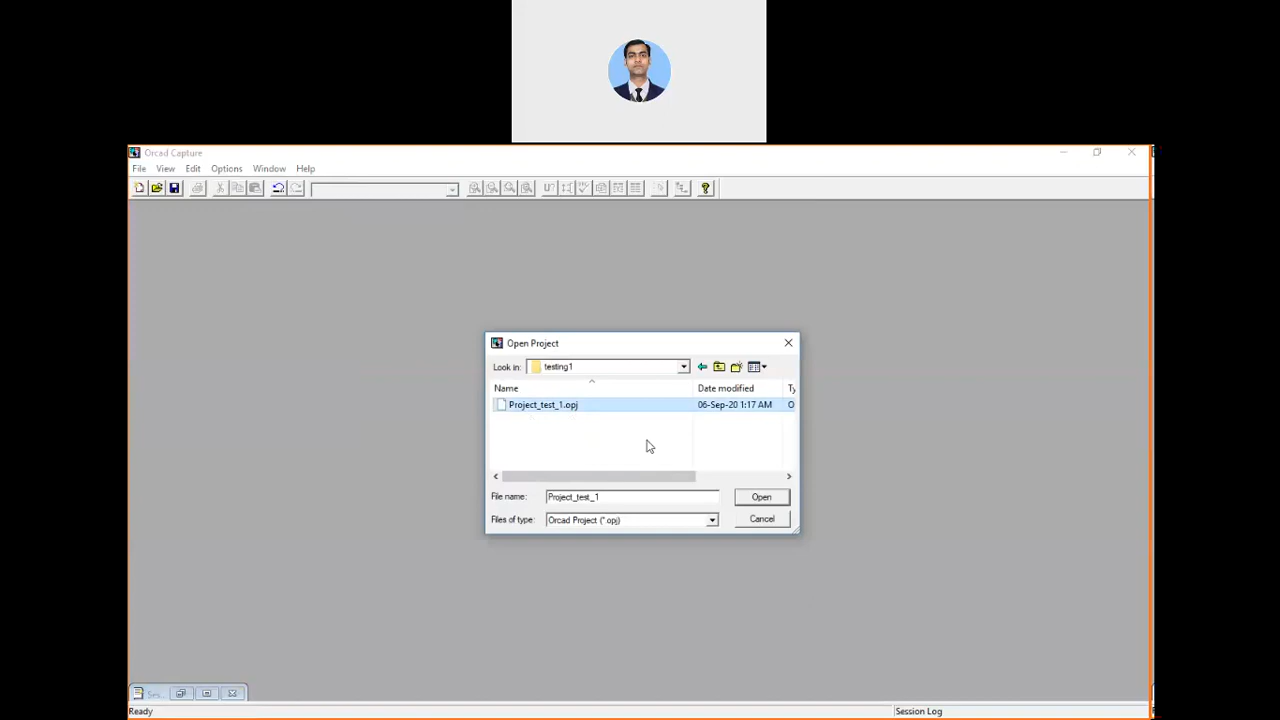 Orcad Capture
File View Edit Options Window Help
U?
?
Open Project
Look in: testing1
Name Date modified Ty
Project_test_1.opj 06-Sep-20 1:17 AM O
File name: Project_test_1 Open
Files of type: Orcad Project (*.opj) Cancel
Ses...
Ready Session Log